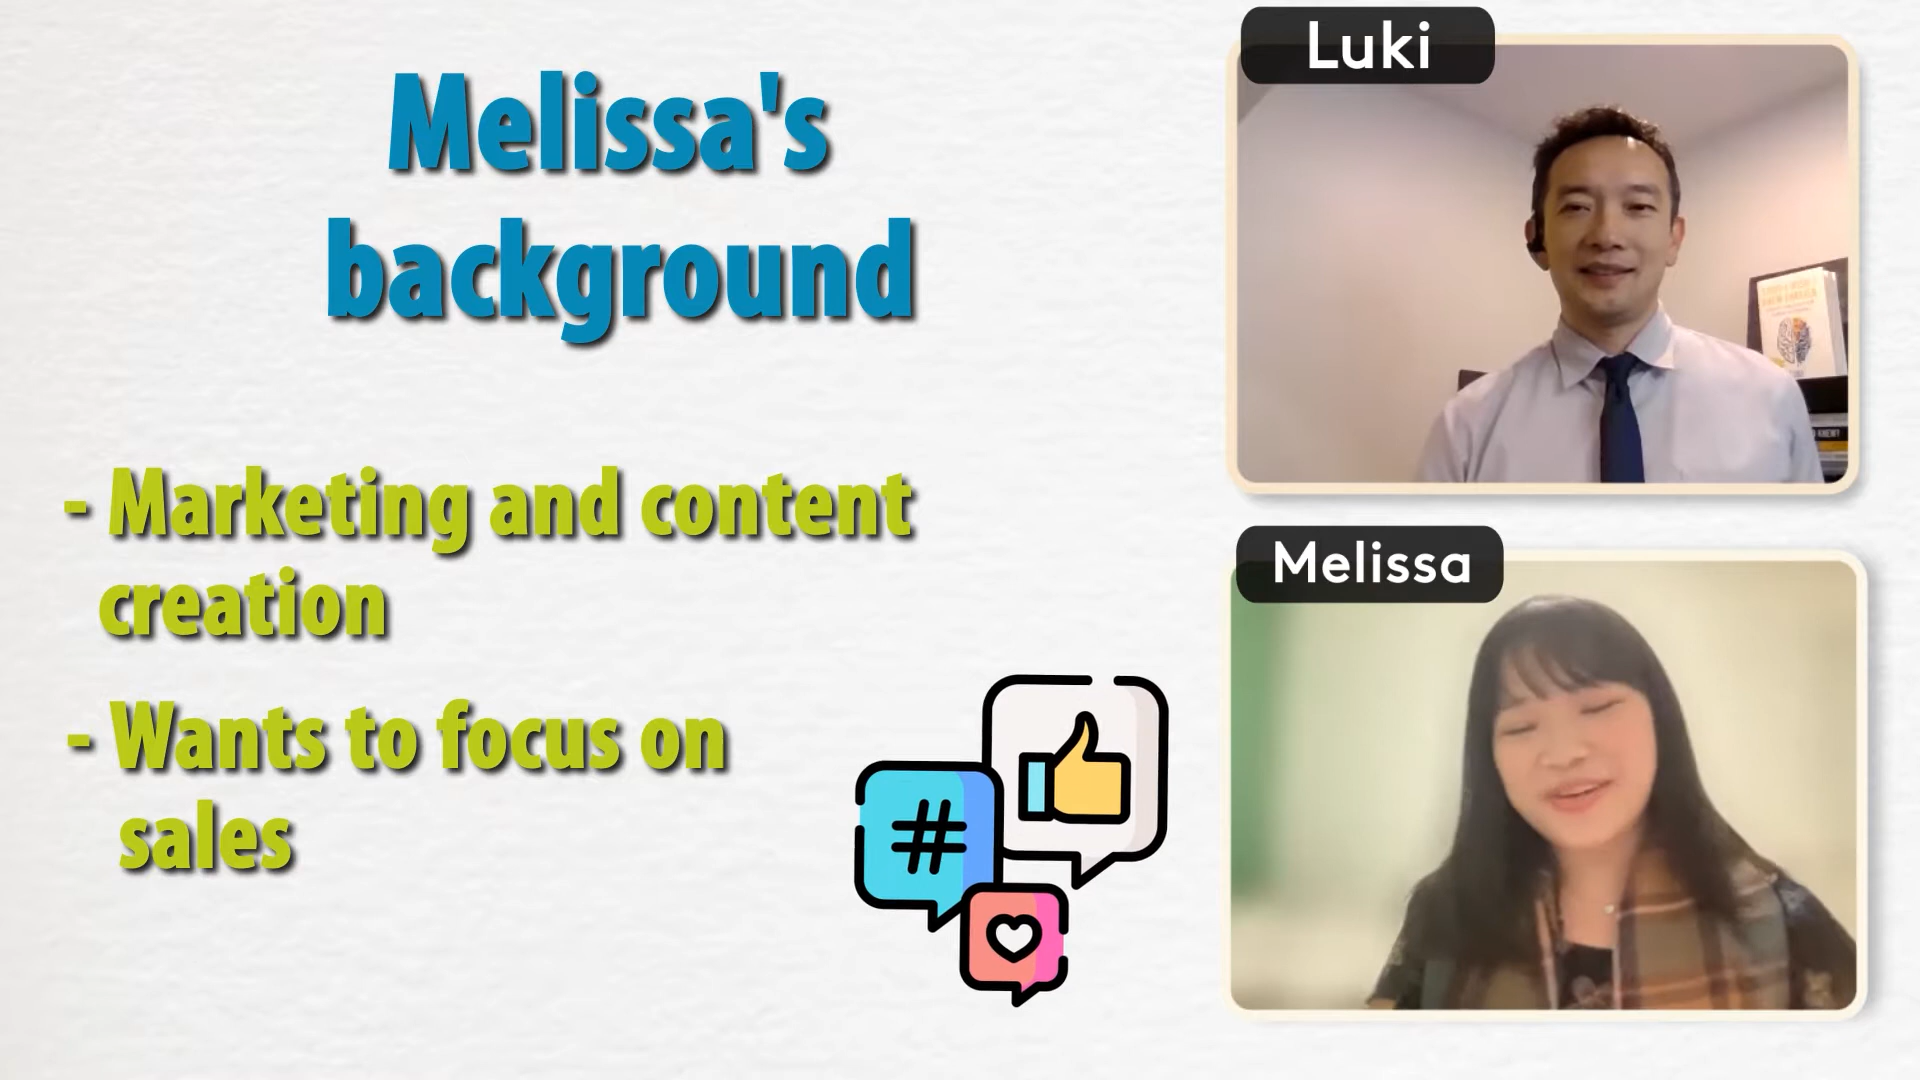 Melissa's
background
- Marketing and content
creation
- Wants to focus on
sales
#
Luki
Melissa